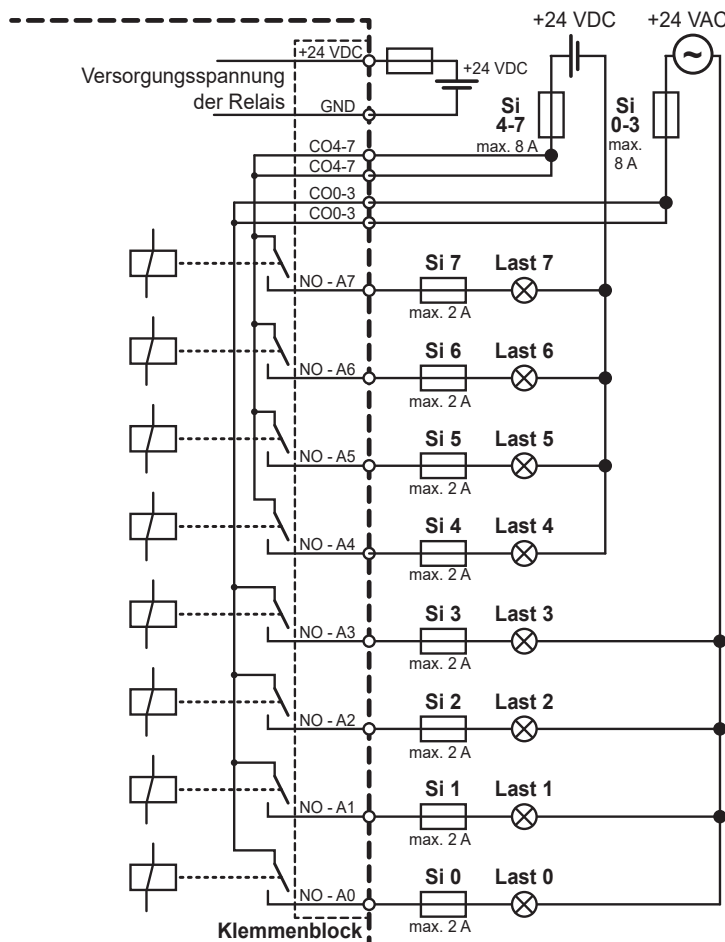 +24 VDC +24 VAC
+24 VDC
+24 VDC
Versorgungsspannung
der Relais
GND
~
Si
4-7
max. 8 A
Si
0-3
max.
8 A
CO4-7
CO4-7
CO0-3
CO0-3
Si 7 Last 7
NO - A7
max. 2 A
Si 6 Last 6
NO - A6
max. 2 A
Si 5 Last 5
NO - A5
max. 2 A
Si 4 Last 4
NO - A4
max. 2 A
Si 3 Last 3
NO - A3
max. 2 A
Si 2 Last 2
NO - A2
max. 2 A
Si 1 Last 1
NO - A1
max. 2 A
Si 0 Last 0
NO - A0
max. 2 A
Klemmenblock